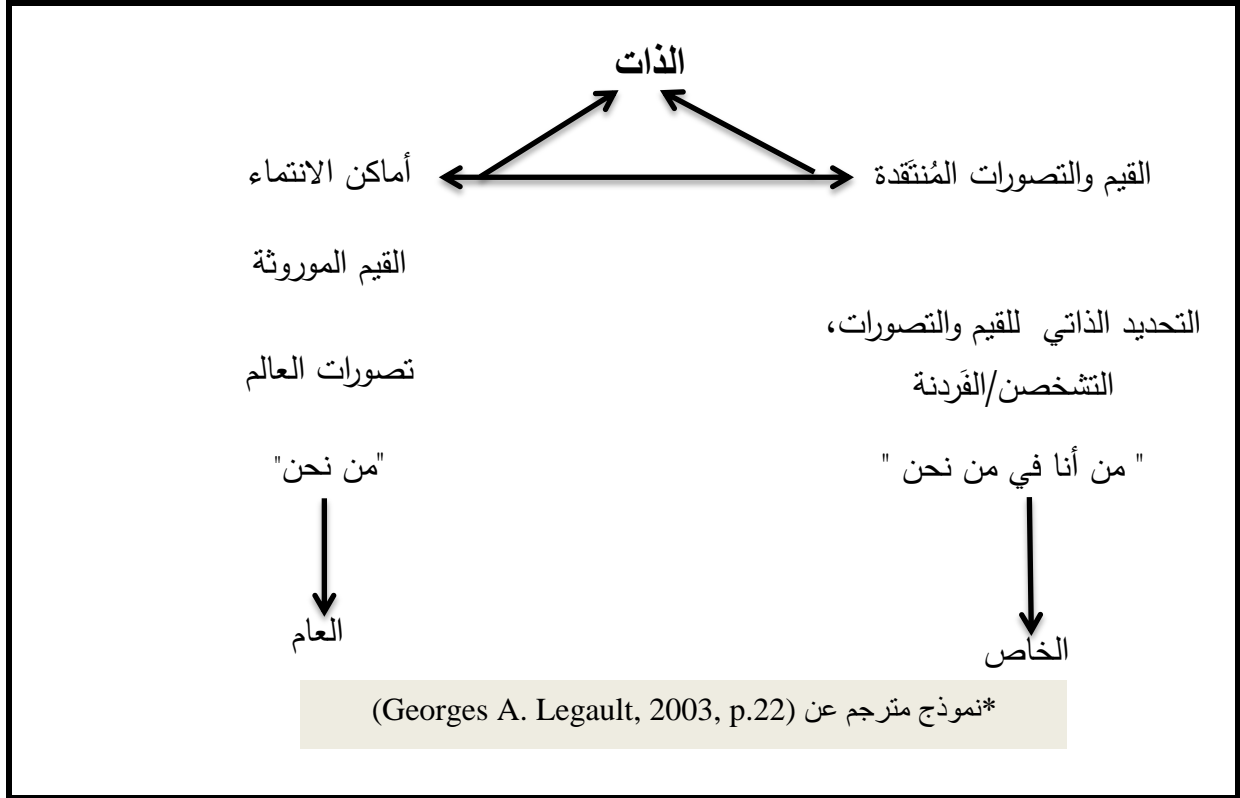 الذات
القيم والتصورات المُنتَقدة
أماكن الانتماء
القيم الموروثة
التحديد الذاتي للقيم والتصورات،
التشخصن/الفَردنة
تصورات العالم
" من أنا في من نحن "
"من نحن"
العام
الخاص
*نموذج مترجم عن (Georges A. Legault, 2003, p.22)